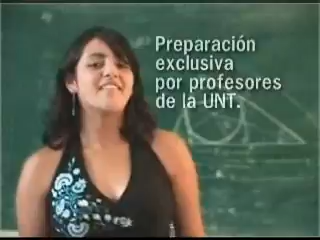 Preparación
exclusiva
por profesores
de la UNT.